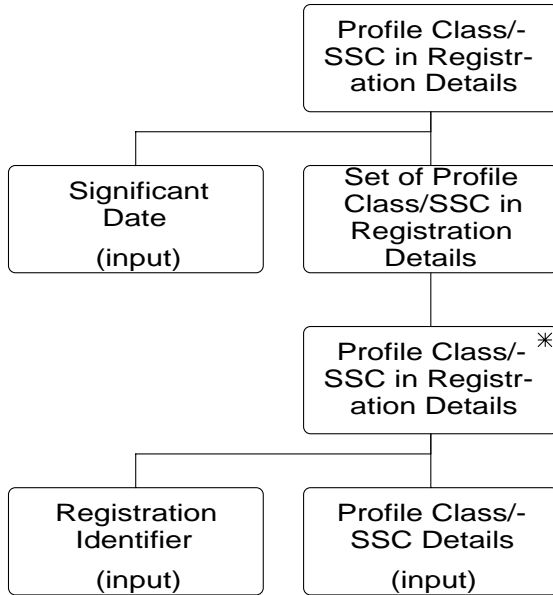 Profile Class/-
SSC in Registr-
ation Details
Significant
Date
(input)
Set of Profile
Class/SSC in
Registration
Details
Profile Class/-
SSC in Registr-
ation Details
*
Registration
Identifier
(input)
Profile Class/-
SSC Details
(input)